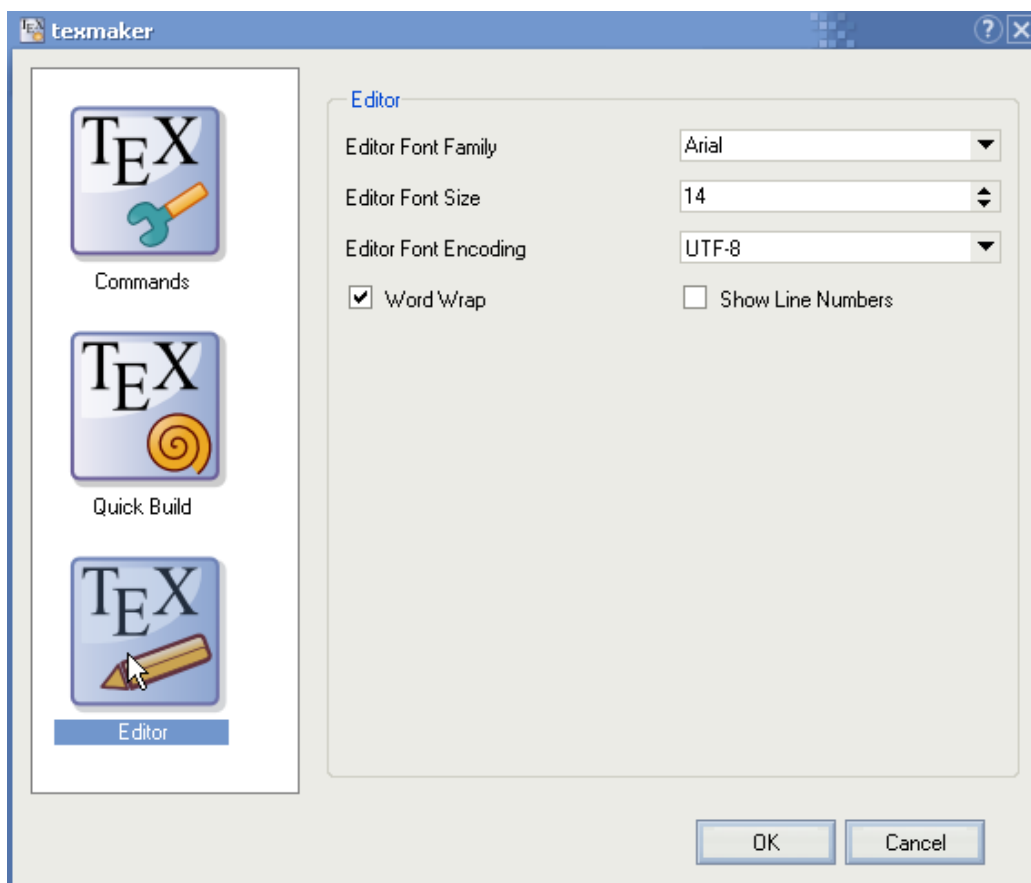 texmaker
TEX
Commands
TEX
Quick Build
TEX
Editor
Editor
Editor Font Family
Arial
Editor Font Size
14
Editor Font Encoding
UTF-8
Word Wrap
Show Line Numbers
OK
Cancel